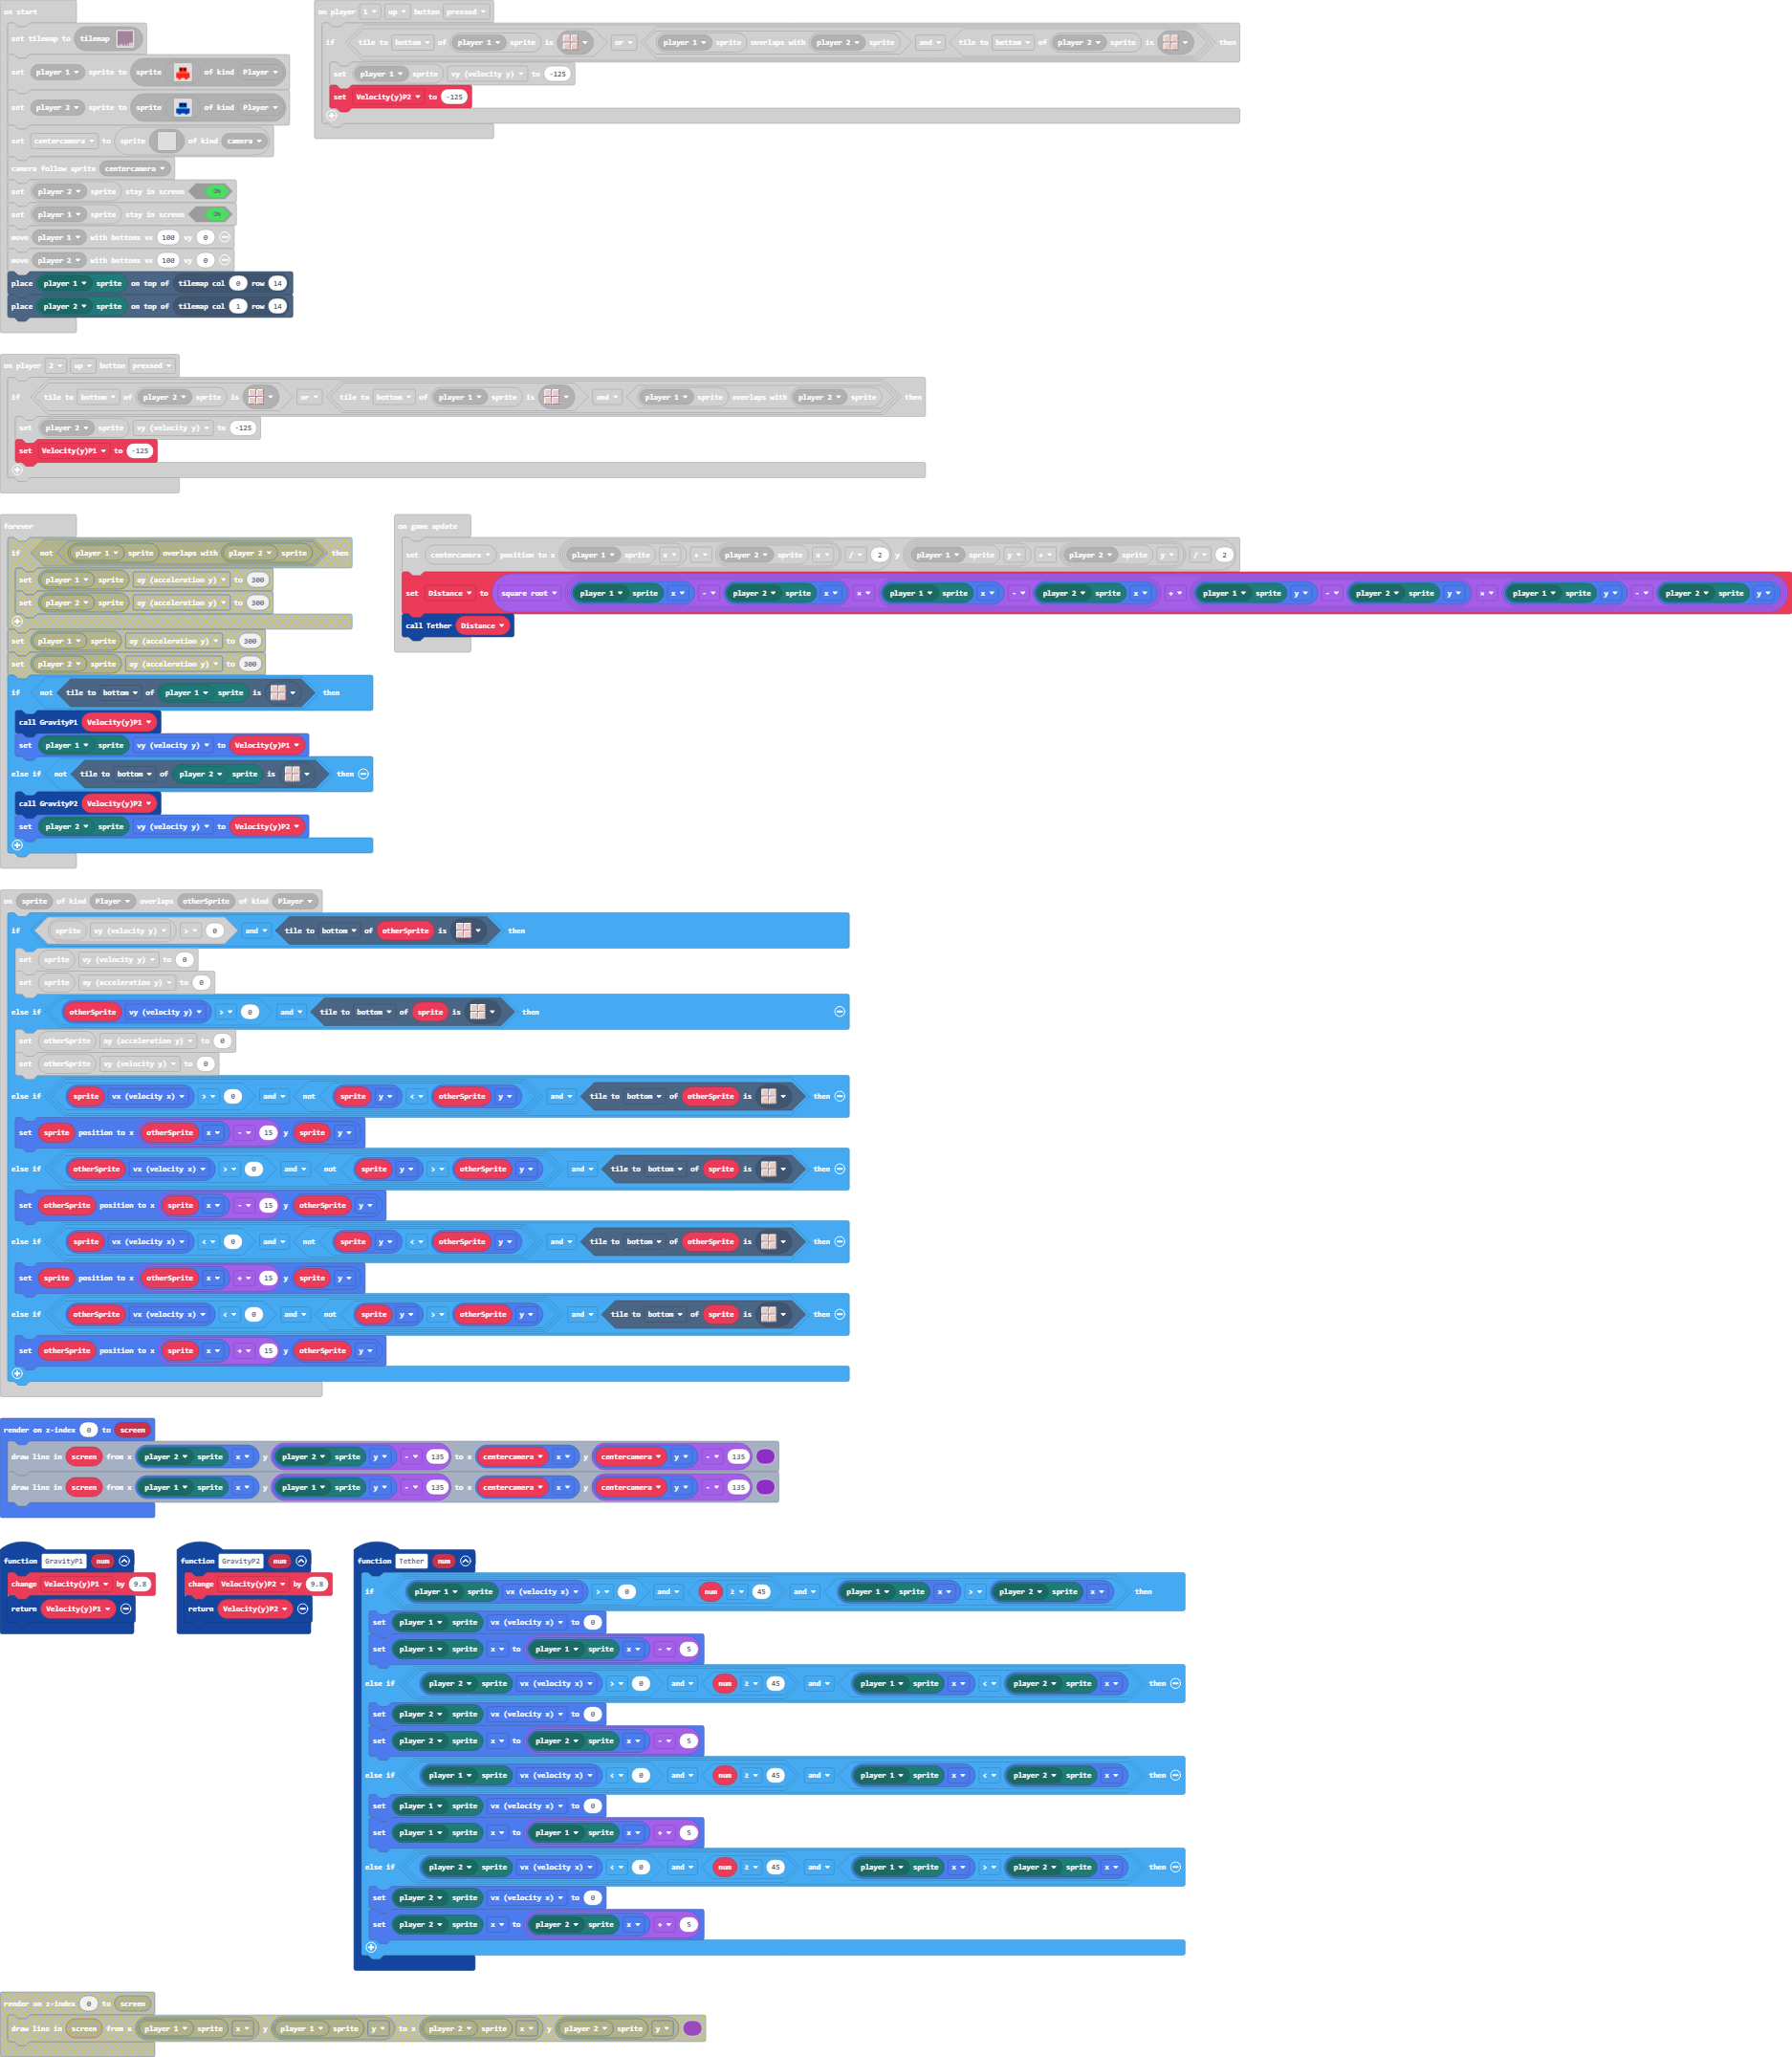 on start
set tilemap to tilemap
set player 1 sprite to sprite of kind Player
set player 2 sprite to sprite of kind Player
set centercamera to sprite of kind camera
camera follow sprite centercamera
set player 2 sprite stay in screen ON
set player 1 sprite stay in screen ON
move player 1 with buttons vx 100 vy 0
move player 2 with buttons vx 100 vy 0
place player 1 sprite on top of tilemap col 0 row 14
place player 2 sprite on top of tilemap col 1 row 14
on player 1 up button pressed
if tile to bottom of player 1 sprite is or player 1 sprite overlaps with player 2 sprite and tile to bottom of player 2 sprite is then
set player 1 sprite vy (velocity y) to -125
set Velocity(y)P2 to -125
on player 2 up button pressed
if tile to bottom of player 2 sprite is or tile to bottom of player 1 sprite is and player 1 sprite overlaps with player 2 sprite then
set player 2 sprite vy (velocity y) to -125
set Velocity(y)P1 to -125
forever
if not player 1 sprite overlaps with player 2 sprite then
set player 1 sprite ay (acceleration y) to 300
set player 2 sprite ay (acceleration y) to 300
set player 1 sprite ay (acceleration y) to 300
set player 2 sprite ay (acceleration y) to 300
if not tile to bottom of player 1 sprite is then
call GravityP1 Velocity(y)P1
set player 1 sprite vy (velocity y) to Velocity(y)P1
else if not tile to bottom of player 2 sprite is then
call GravityP2 Velocity(y)P2
set player 2 sprite vy (velocity y) to Velocity(y)P2
on game update
set centercamera position to x player 1 sprite x + player 2 sprite x / 2 y player 1 sprite y + player 2 sprite y / 2
set Distance to square root player 1 sprite x - player 2 sprite x × player 1 sprite x - player 2 sprite x + player 1 sprite y - player 2 sprite y × player 1 sprite y - player 2 sprite y
call Tether Distance
on sprite of kind Player overlaps otherSprite of kind Player
if sprite vy (velocity y) > 0 and tile to bottom of otherSprite is then
set sprite vy (velocity y) to 0
set sprite ay (acceleration y) to 0
else if otherSprite vy (velocity y) > 0 and tile to bottom of sprite is then
set otherSprite ay (acceleration y) to 0
set otherSprite vy (velocity y) to 0
else if sprite vx (velocity x) > 0 and not sprite y < otherSprite y and tile to bottom of otherSprite is then
set sprite position to x otherSprite x - 15 y sprite y
else if otherSprite vx (velocity x) > 0 and not sprite y > otherSprite y and tile to bottom of sprite is then
set otherSprite position to x sprite x - 15 y otherSprite y
else if sprite vx (velocity x) < 0 and not sprite y < otherSprite y and tile to bottom of otherSprite is then
set sprite position to x otherSprite x + 15 y sprite y
else if otherSprite vx (velocity x) < 0 and not sprite y > otherSprite y and tile to bottom of sprite is then
set otherSprite position to x sprite x + 15 y otherSprite y
render on z-index 0 to screen
draw line in screen from x player 2 sprite x y player 2 sprite y - 135 to x centercamera x y centercamera y - 135
draw line in screen from x player 1 sprite x y player 1 sprite y - 135 to x centercamera x y centercamera y - 135
function GravityP1 num
change Velocity(y)P1 by 9.8
return Velocity(y)P1
function GravityP2 num
change Velocity(y)P2 by 9.8
return Velocity(y)P2
function Tether num
if player 1 sprite vx (velocity x) > 0 and num ≥ 45 and player 1 sprite x > player 2 sprite x then
set player 1 sprite vx (velocity x) to 0
set player 1 sprite x to player 1 sprite x - 5
else if player 2 sprite vx (velocity x) > 0 and num ≥ 45 and player 1 sprite x < player 2 sprite x then
set player 2 sprite vx (velocity x) to 0
set player 2 sprite x to player 2 sprite x - 5
else if player 1 sprite vx (velocity x) < 0 and num ≥ 45 and player 1 sprite x < player 2 sprite x then
set player 1 sprite vx (velocity x) to 0
set player 1 sprite x to player 1 sprite x + 5
else if player 2 sprite vx (velocity x) < 0 and num ≥ 45 and player 1 sprite x > player 2 sprite x then
set player 2 sprite vx (velocity x) to 0
set player 2 sprite x to player 2 sprite x + 5
render on z-index 0 to screen
draw line in screen from x player 1 sprite x y player 1 sprite y to x player 2 sprite x y player 2 sprite y